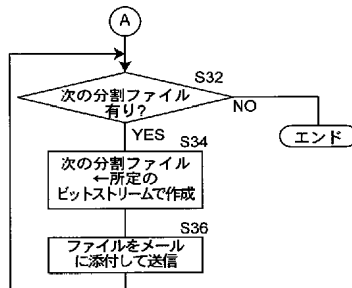 A
S32
次の分割ファイル
有り?
NO
YES
エンド
S34
次の分割ファイル
←所定の
ビットストリームで作成
S36
ファイルをメール
に添付して送信